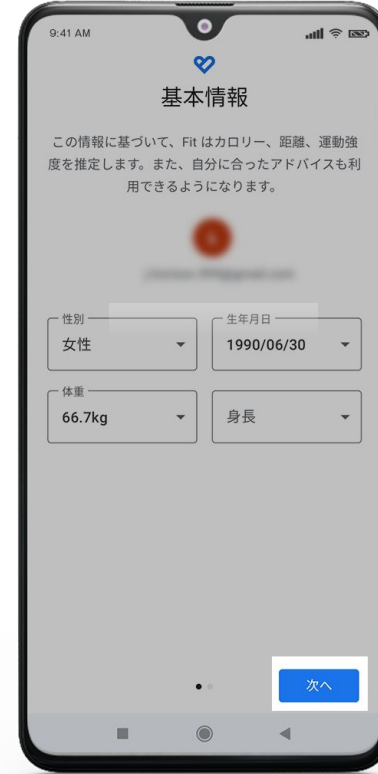 9:41 AM
基本情報
この情報に基づいて、Fit はカロリー、距離、運動強
度を推定します。また、自分に合ったアドバイスも利
用できるようになります。
性別
生年月日
女性
1990/06/30
体重
66.7kg
身長
次へ